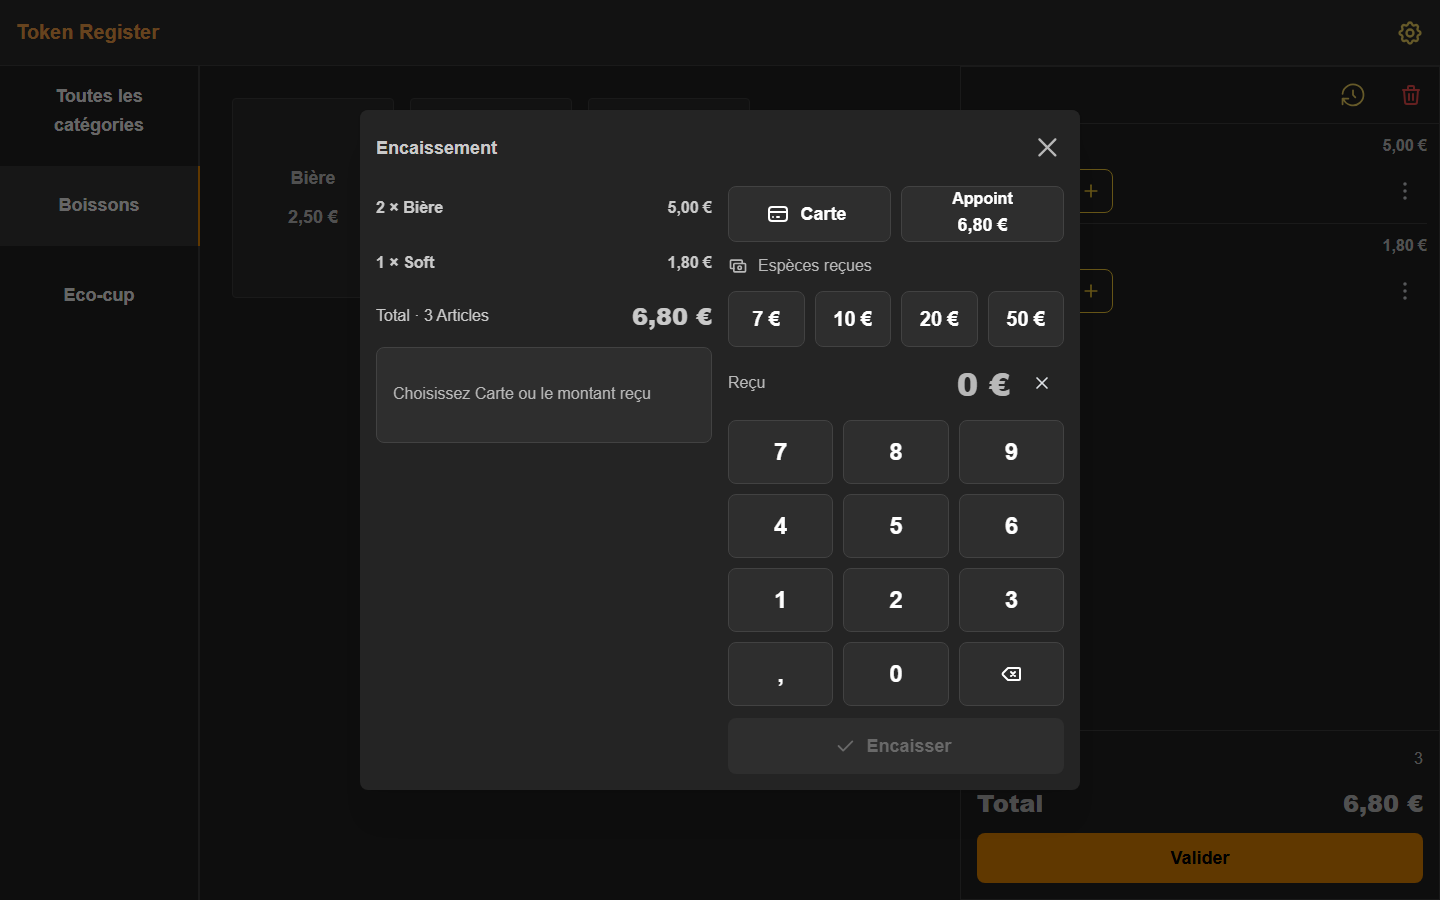 Token Register
Toutes les
catégories
Boissons
Eco-cup
Bière
2,50 €
Encaissement
2 × Bière 5,00 €
1 × Soft 1,80 €
Total · 3 Articles 6,80 €
Choisissez Carte ou le montant reçu
Carte
Appoint
6,80 €
Espèces reçues
7 € 10 € 20 € 50 €
Reçu 0 €
7 8 9
4 5 6
1 2 3
, 0
Encaisser
5,00 €
1,80 €
3
Total 6,80 €
Valider